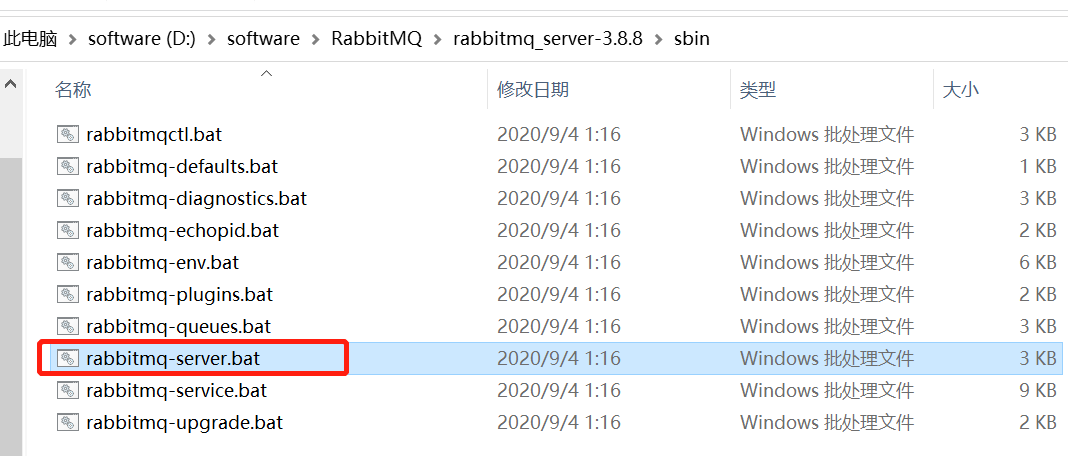 此电脑 > software (D:) > software > RabbitMQ > rabbitmq_server-3.8.8 > sbin
名称 修改日期 类型 大小
rabbitmqctl.bat 2020/9/4 1:16 Windows 批处理文件 3 KB
rabbitmq-defaults.bat 2020/9/4 1:16 Windows 批处理文件 1 KB
rabbitmq-diagnostics.bat 2020/9/4 1:16 Windows 批处理文件 3 KB
rabbitmq-echopid.bat 2020/9/4 1:16 Windows 批处理文件 2 KB
rabbitmq-env.bat 2020/9/4 1:16 Windows 批处理文件 6 KB
rabbitmq-plugins.bat 2020/9/4 1:16 Windows 批处理文件 2 KB
rabbitmq-queues.bat 2020/9/4 1:16 Windows 批处理文件 3 KB
rabbitmq-server.bat 2020/9/4 1:16 Windows 批处理文件 3 KB
rabbitmq-service.bat 2020/9/4 1:16 Windows 批处理文件 9 KB
rabbitmq-upgrade.bat 2020/9/4 1:16 Windows 批处理文件 2 KB